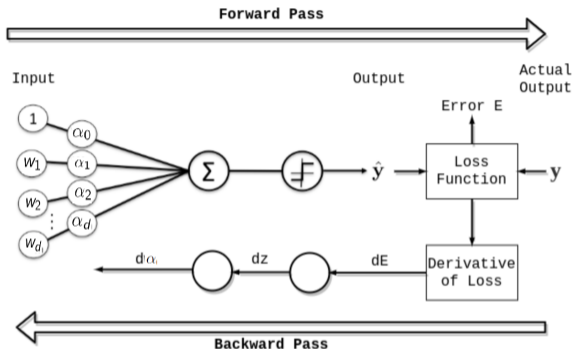 Forward Pass
Input
Output
Actual
Output
Error E
1
α0
w1
α1
w2
α2
⋮
αd
wd
Σ
ŷ
Loss
Function
y
dα
dz
dE
Derivative
of Loss
Backward Pass